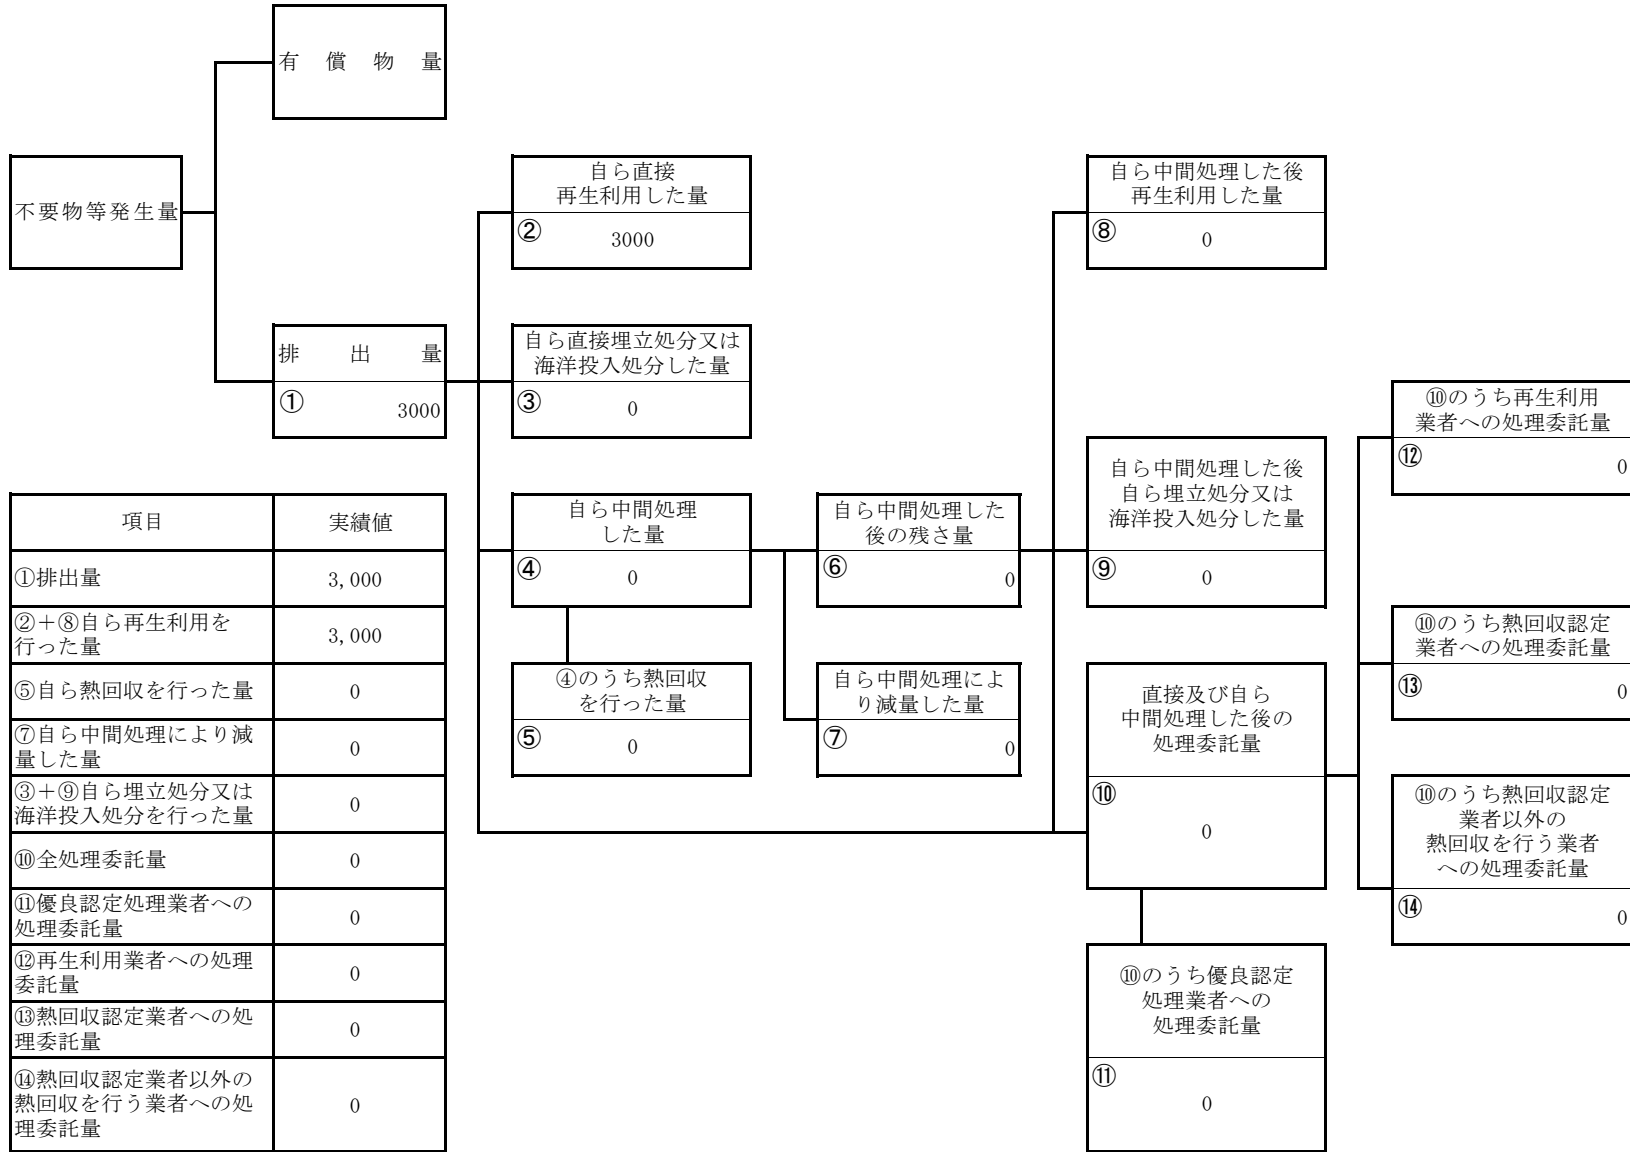 有償物量
不要物等発生量
自ら直接
再生利用した量
②
3000
自ら中間処理した後
再生利用した量
⑧
0
排出量
①
3000
自ら直接埋立処分又は
海洋投入処分した量
③
0
⑩のうち再生利用
業者への処理委託量
⑫
0
自ら中間処理
した量
④
0
自ら中間処理した
後の残さ量
⑥
0
自ら中間処理した後
自ら埋立処分又は
海洋投入処分した量
⑨
0
⑩のうち熱回収認定
業者への処理委託量
⑬
0
④のうち熱回収
を行った量
⑤
0
自ら中間処理によ
り減量した量
⑦
0
直接及び自ら
中間処理した後の
処理委託量
⑩
0
⑩のうち熱回収認定
業者以外の
熱回収を行う業者
への処理委託量
⑭
0
⑩のうち優良認定
処理業者への
処理委託量
⑪
0
項目 実績値
①排出量 3,000
②＋⑧自ら再生利用を
行った量 3,000
⑤自ら熱回収を行った量 0
⑦自ら中間処理により減
量した量 0
③＋⑨自ら埋立処分又は
海洋投入処分を行った量 0
⑩全処理委託量 0
⑪優良認定処理業者への
処理委託量 0
⑫再生利用業者への処理
委託量 0
⑬熱回収認定業者への処
理委託量 0
⑭熱回収認定業者以外の
熱回収を行う業者への処
理委託量 0